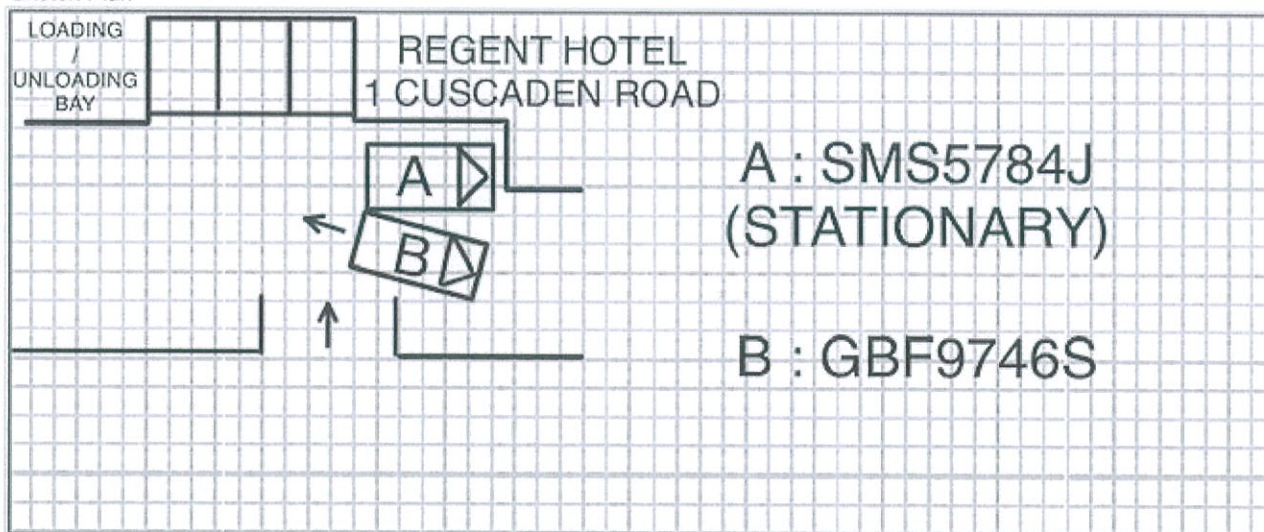 LOADING
/
UNLOADING
BAY
REGENT HOTEL
1 CUSCADEN ROAD
A
B
A : SMS5784J
(STATIONARY)
B : GBF9746S